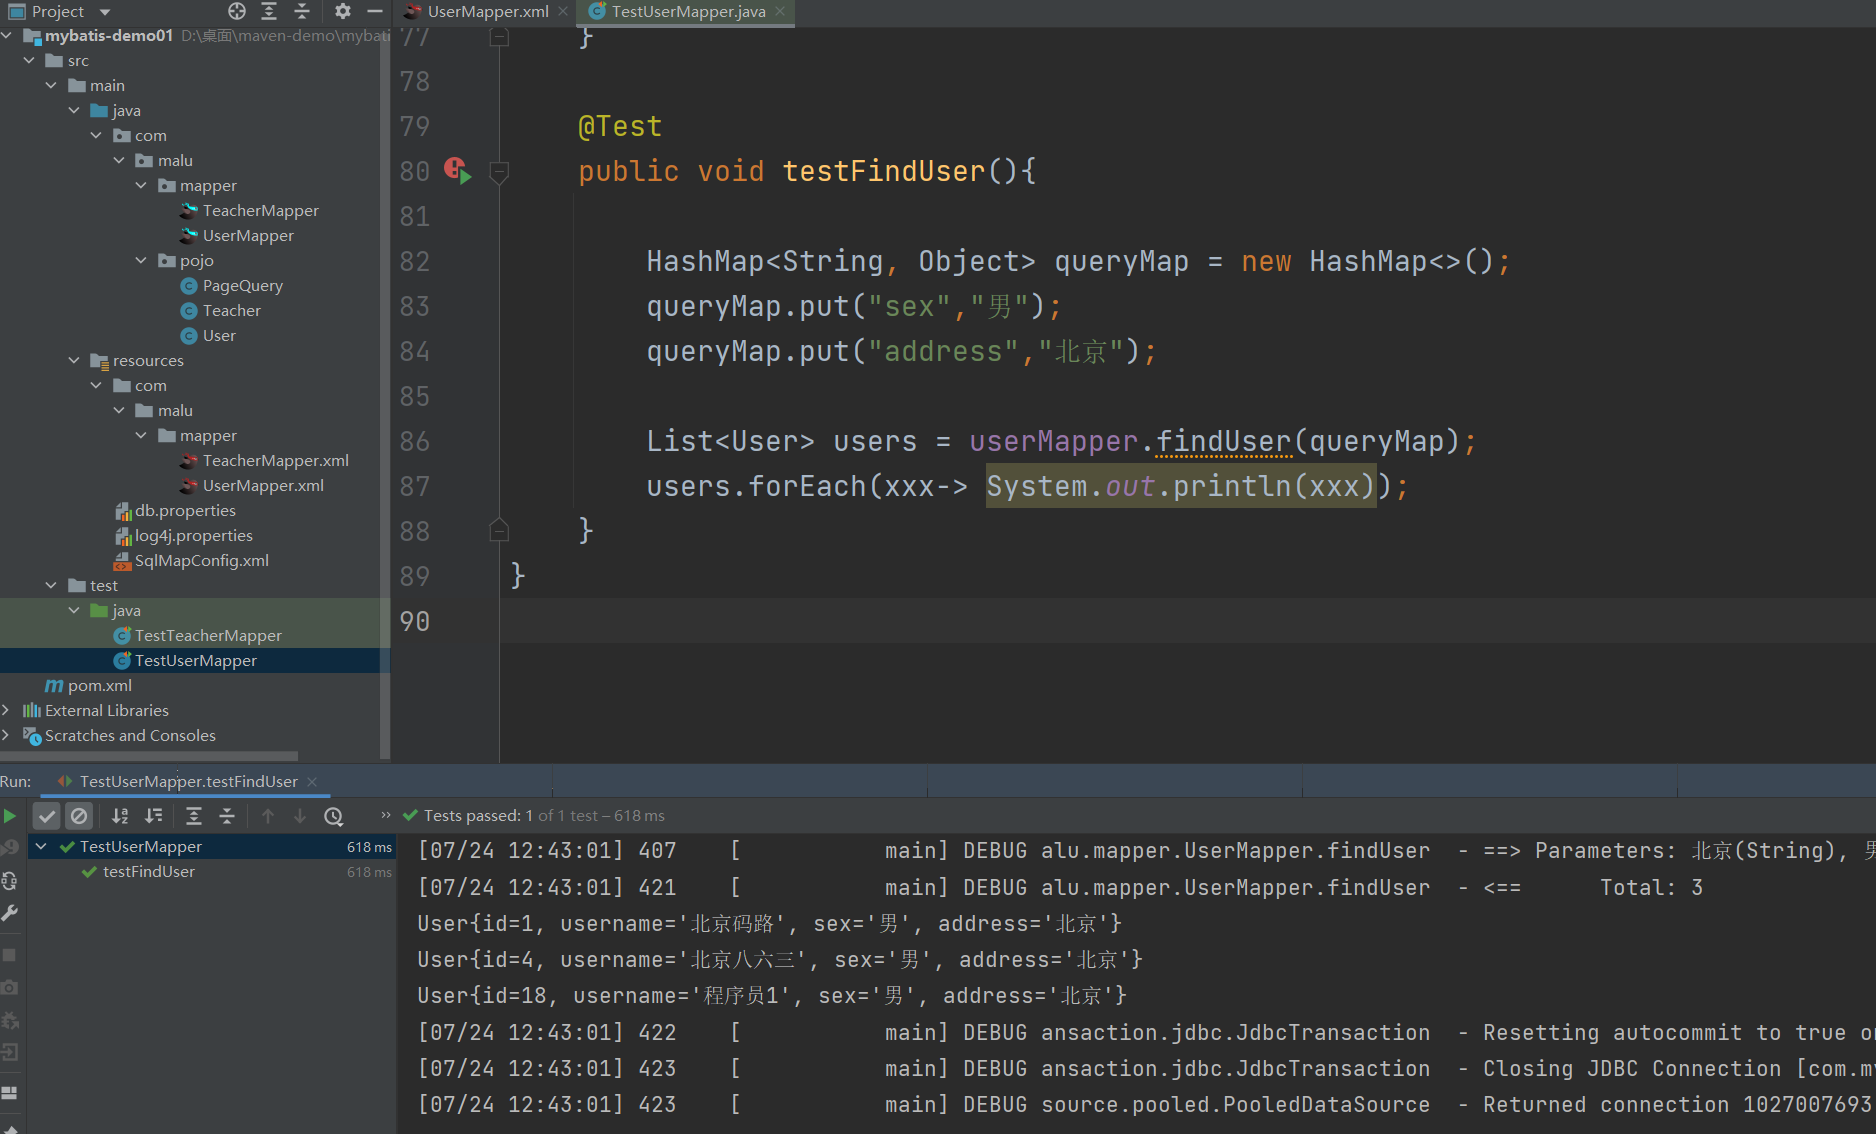 Project
UserMapper.xml
TestUserMapper.java
mybatis-demo01 D:\桌面\maven-demo\mybati
src
main
java
com
malu
mapper
TeacherMapper
UserMapper
pojo
PageQuery
Teacher
User
resources
com
malu
mapper
TeacherMapper.xml
UserMapper.xml
db.properties
log4j.properties
SqlMapConfig.xml
test
java
TestTeacherMapper
TestUserMapper
pom.xml
External Libraries
Scratches and Consoles
77 }
78
79 @Test
80 public void testFindUser(){
81
82 HashMap<String, Object> queryMap = new HashMap<>();
83 queryMap.put("sex","男");
84 queryMap.put("address","北京");
85
86 List<User> users = userMapper.findUser(queryMap);
87 users.forEach(xxx-> System.out.println(xxx));
88 }
89 }
90
Run: TestUserMapper.testFindUser
Tests passed: 1 of 1 test – 618 ms
TestUserMapper 618 ms
testFindUser 618 ms
[07/24 12:43:01] 407 [ main] DEBUG alu.mapper.UserMapper.findUser - ==> Parameters: 北京(String), 男
[07/24 12:43:01] 421 [ main] DEBUG alu.mapper.UserMapper.findUser - <== Total: 3
User{id=1, username='北京码路', sex='男', address='北京'}
User{id=4, username='北京八六三', sex='男', address='北京'}
User{id=18, username='程序员1', sex='男', address='北京'}
[07/24 12:43:01] 422 [ main] DEBUG ansaction.jdbc.JdbcTransaction - Resetting autocommit to true on
[07/24 12:43:01] 423 [ main] DEBUG ansaction.jdbc.JdbcTransaction - Closing JDBC Connection [com.my
[07/24 12:43:01] 423 [ main] DEBUG source.pooled.PooledDataSource - Returned connection 1027007693